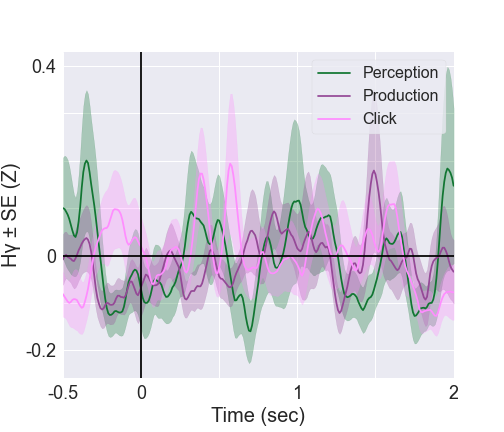 0.4
0
-0.2
Hγ ± SE (Z)
Perception
Production
Click
-0.5
0
1
2
Time (sec)